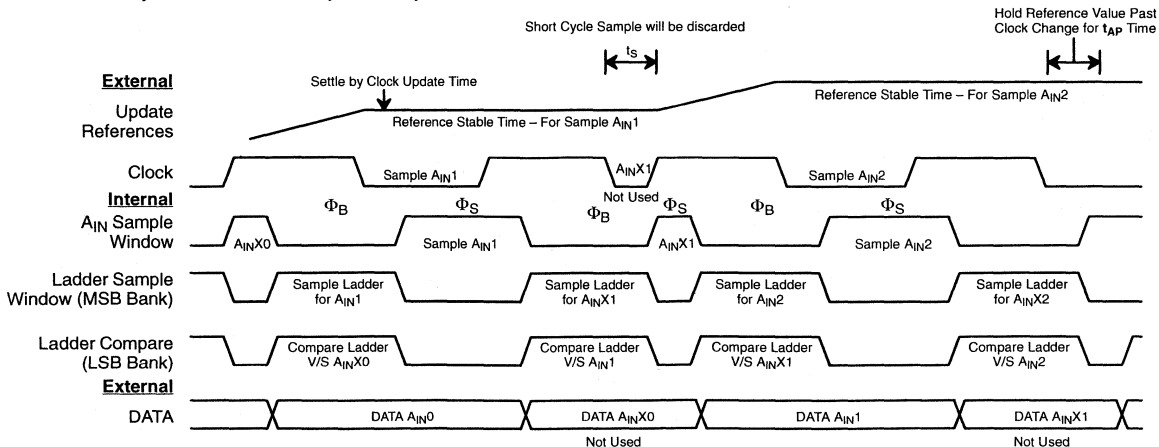 Short Cycle Sample will be discarded
Hold Reference Value Past
Clock Change for tAP Time
tS
External
Settle by Clock Update Time
Update
References
Reference Stable Time – For Sample AIN1
Reference Stable Time – For Sample AIN2
Clock
Sample AIN1
AINX1
Not Used
Sample AIN2
Internal
ΦB
ΦS
ΦB
ΦS
ΦB
ΦS
AIN Sample
Window
AINX0
Sample AIN1
AINX1
Sample AIN2
Ladder Sample
Window (MSB Bank)
Sample Ladder
for AIN1
Sample Ladder
for AINX1
Sample Ladder
for AIN2
Sample Ladder
for AINX2
Ladder Compare
(LSB Bank)
Compare Ladder
V/S AINX0
Compare Ladder
V/S AIN1
Compare Ladder
V/S AINX1
Compare Ladder
V/S AIN2
External
DATA
DATA AIN0
DATA AINX0
DATA AIN1
DATA AINX1
Not Used
Not Used